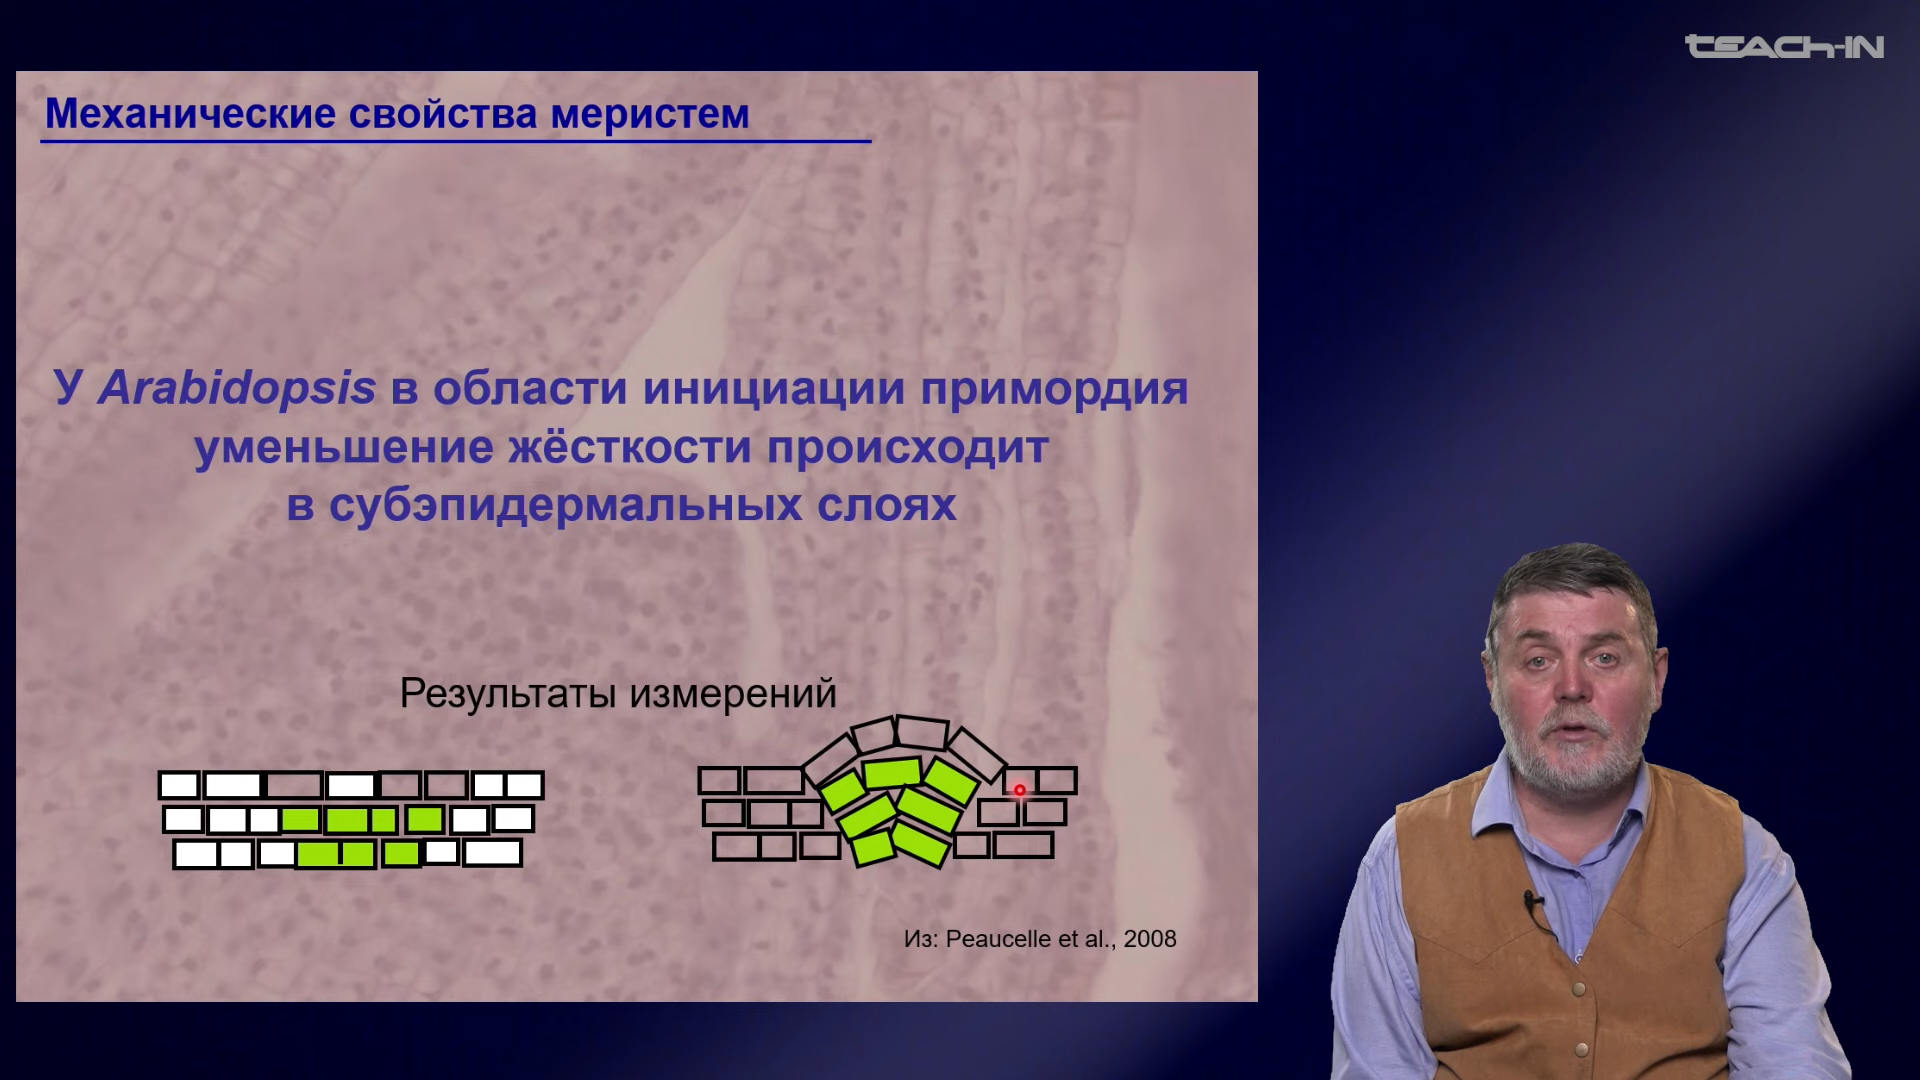 TEACH-IN
Механические свойства меристем
У Arabidopsis в области инициации примордия
уменьшение жёсткости происходит
в субэпидермальных слоях
Результаты измерений
Из: Peaucelle et al., 2008